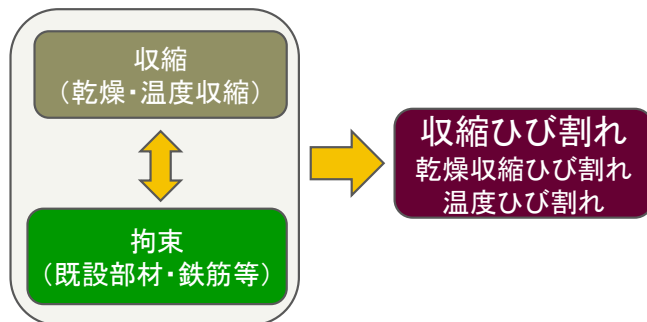 収縮
（乾燥・温度収縮）
拘束
（既設部材・鉄筋等）
収縮ひび割れ
乾燥収縮ひび割れ
温度ひび割れ